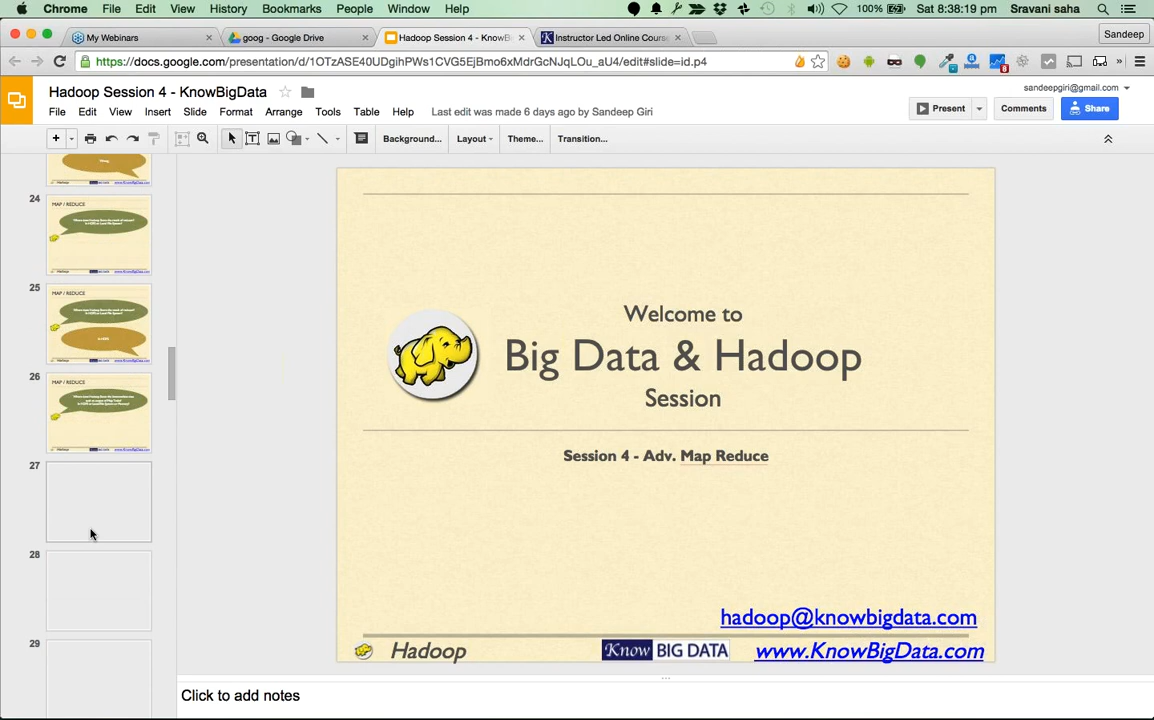 Chrome File Edit View History Bookmarks People Window Help 100% Sat 8:38:19 pm Sravani saha
My Webinars
goog - Google Drive
Hadoop Session 4 - KnowB
Instructor Led Online Cours
Sandeep
https://docs.google.com/presentation/d/1OTzASE40UDgihPWs1CVG5EjBmo6xMdrGcNJqLOu_aU4/edit#slide=id.p4
8
Hadoop Session 4 - KnowBigData
sandeepgiri@gmail.com
File Edit View Insert Slide Format Arrange Tools Table Help Last edit was made 6 days ago by Sandeep Giri
Present Comments Share
Background... Layout Theme... Transition...
24
MAP / REDUCE
25
MAP / REDUCE
26
MAP / REDUCE
27
28
29
Welcome to
Big Data & Hadoop
Session
Session 4 - Adv. Map Reduce
hadoop@knowbigdata.com
Hadoop
Know BIG DATA
www.KnowBigData.com
Click to add notes